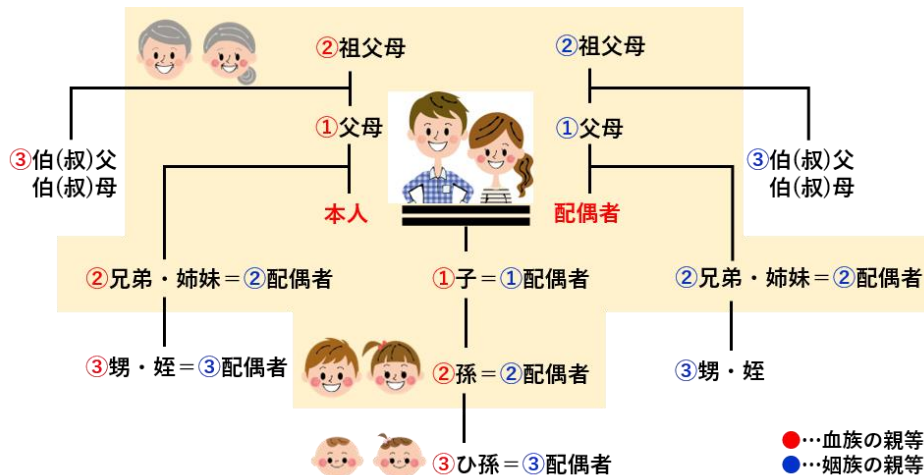 ②祖父母
②祖父母
①父母
①父母
③伯(叔)父
伯(叔)母
③伯(叔)父
伯(叔)母
本人
配偶者
②兄弟・姉妹＝②配偶者
①子＝①配偶者
②兄弟・姉妹＝②配偶者
③甥・姪＝③配偶者
②孫＝②配偶者
③甥・姪
③ひ孫＝③配偶者
●…血族の親等
●…姻族の親等